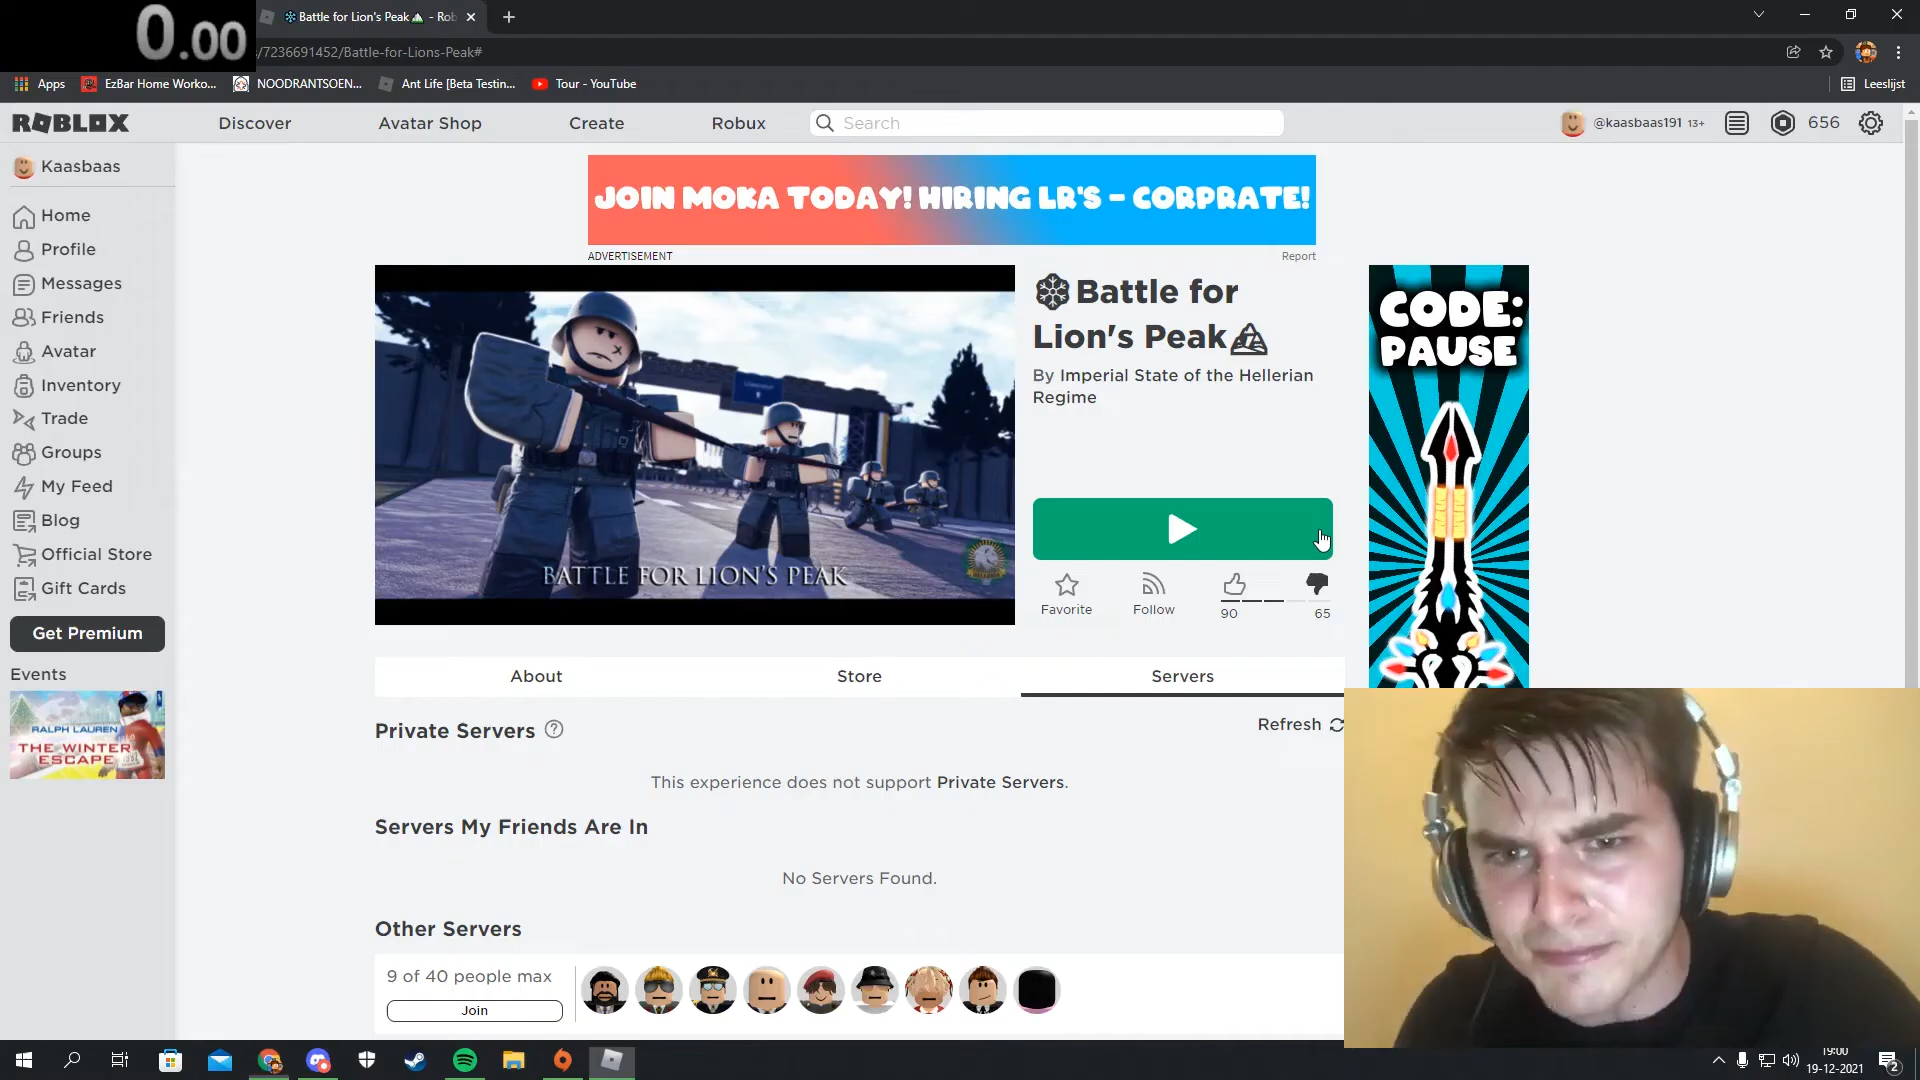 0.00
Battle for Lion's Peak - Rob
/7236691452/Battle-for-Lions-Peak#
Apps
EzBar Home Worko...
NOODRANTSOEN...
Ant Life [Beta Testin...
Tour - YouTube
Leeslijst
ROBLOX
Discover
Avatar Shop
Create
Robux
Search
@kaasbaas191 13+
656
Kaasbaas
Home
Profile
Messages
Friends
Avatar
Inventory
Trade
Groups
My Feed
Blog
Official Store
Gift Cards
Get Premium
Events
RALPH LAUREN
THE WINTER
ESCAPE
JOIN MOKA TODAY! HIRING LR'S - CORPRATE!
ADVERTISEMENT
Report
BATTLE FOR LION'S PEAK
Battle for
Lion's Peak
By Imperial State of the Hellerian
Regime
Favorite
Follow
90
65
CODE:
PAUSE
About
Store
Servers
Private Servers
Refresh
This experience does not support Private Servers.
Servers My Friends Are In
No Servers Found.
Other Servers
9 of 40 people max
Join
19:00
19-12-2021
2